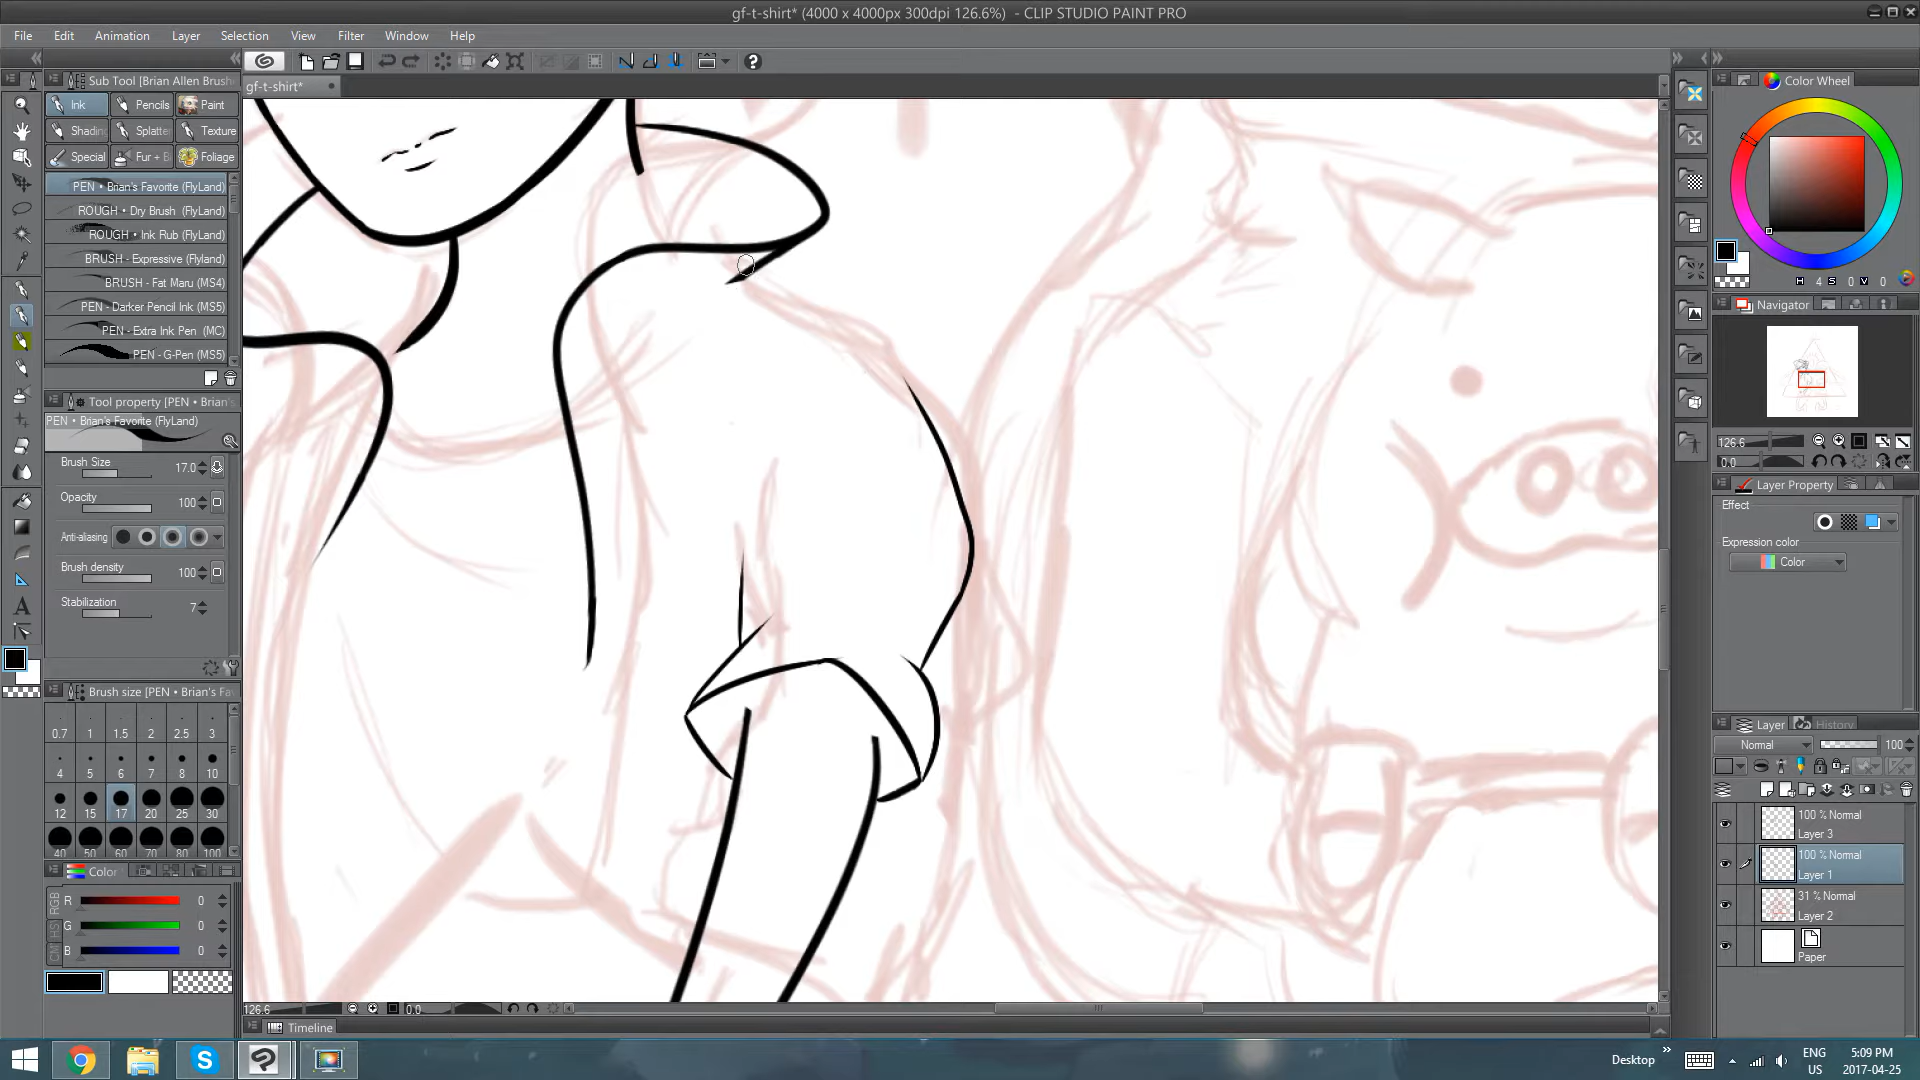 gf-t-shirt* (4000 x 4000px 300dpi 126.6%) - CLIP STUDIO PAINT PRO
File Edit Animation Layer Selection View Filter Window Help
gf-t-shirt*
Sub Tool [Brian Allen Brushe
Ink Pencils Paint
Shading Splatte Texture
Special Fur + E Foliage
PEN • Brian's Favorite (FlyLand)
ROUGH • Dry Brush (FlyLand)
ROUGH • Ink Rub (FlyLand)
BRUSH - Expressive (Flyland)
BRUSH - Fat Maru (MS4)
PEN - Darker Pencil Ink (MS5)
PEN - Extra Ink Pen (MC)
PEN - G-Pen (MS5)
Tool property [PEN • Brian's
PEN • Brian's Favorite (FlyLand)
Brush Size 17.0
Opacity 100
Anti-aliasing
Brush density 100
Stabilization 7
Brush size [PEN • Brian's Fa
0.7 1 1.5 2 2.5 3
4 5 6 7 8 10
12 15 17 20 25 30
40 50 60 70 80 100
Color
RGB
R 0
G 0
B 0
126.6 0.0
Timeline
Color Wheel
H 4 S 0 V 0
Navigator
126.6
0.0
Layer Property
Effect
Expression color
Color
Layer History
Normal 100
100 % Normal
Layer 3
100 % Normal
Layer 1
31 % Normal
Layer 2
Paper
Desktop » ENG US 5:09 PM 2017-04-25